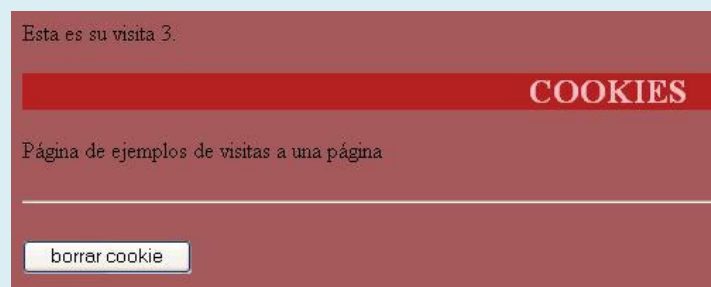 Esta es su visita 3.
COOKIES
Página de ejemplos de visitas a una página
borrar cookie